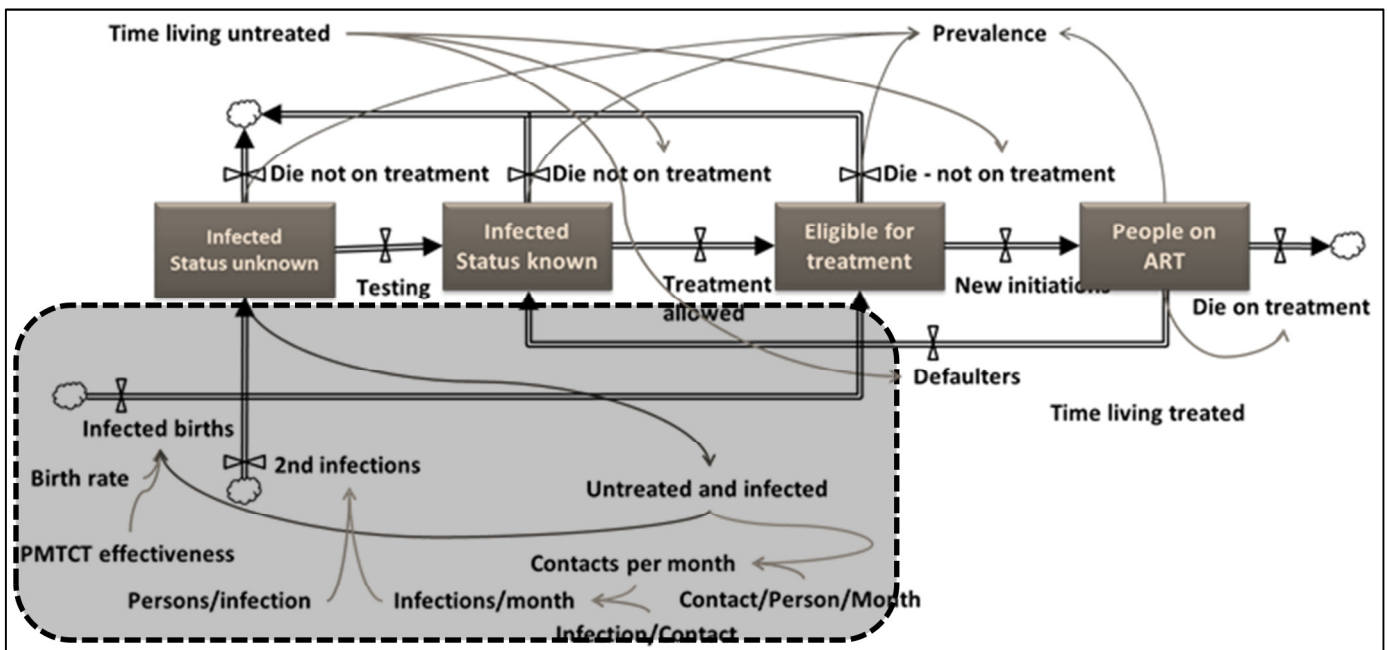 Time living untreated
Prevalence
Die not on treatment
Die not on treatment
Die - not on treatment
Infected
Status unknown
Infected
Status known
Eligible for
treatment
People on
ART
Testing
Treatment
allowed
New initiations
Die on treatment
Defaulters
Time living treated
Infected births
2nd infections
Birth rate
Untreated and infected
PMTCT effectiveness
Contacts per month
Persons/infection
Infections/month
Contact/Person/Month
Infection/Contact